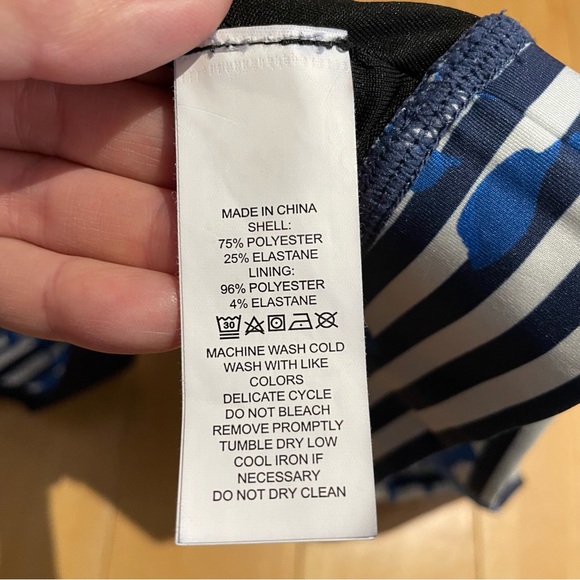 MADE IN CHINA
SHELL:
75% POLYESTER
25% ELASTANE
LINING:
96% POLYESTER
4% ELASTANE
30
MACHINE WASH COLD
WASH WITH LIKE
COLORS
DELICATE CYCLE
DO NOT BLEACH
REMOVE PROMPTLY
TUMBLE DRY LOW
COOL IRON IF
NECESSARY
DO NOT DRY CLEAN